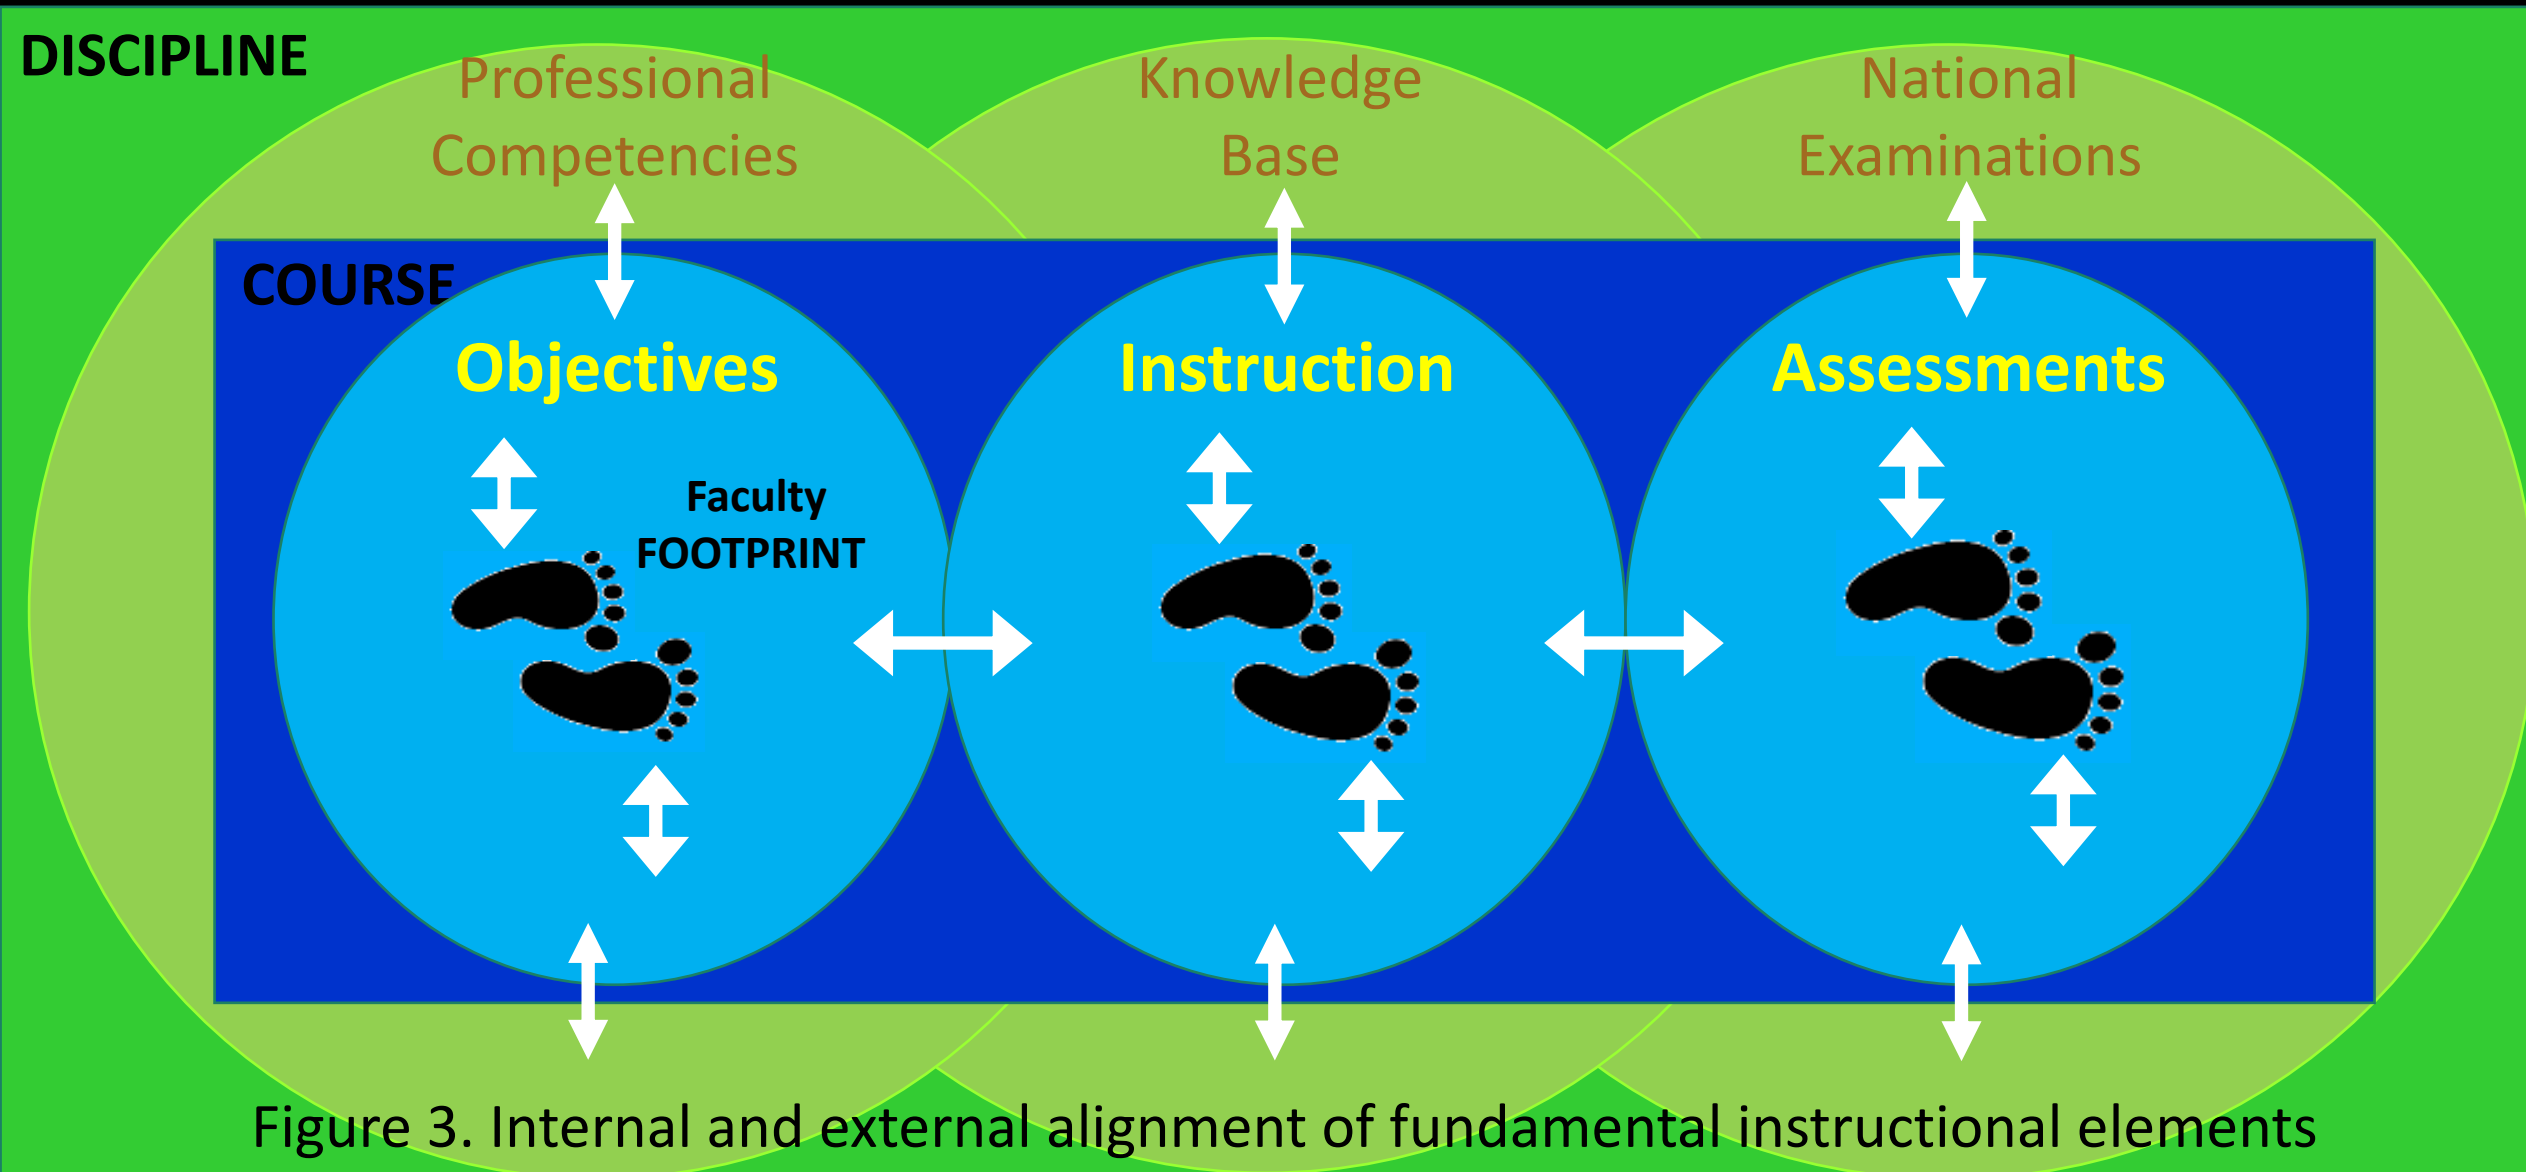 DISCIPLINE
Professional
Competencies
Knowledge
Base
National
Examinations
COURSE
Objectives
Instruction
Assessments
Faculty
FOOTPRINT
Figure 3. Internal and external alignment of fundamental instructional elements